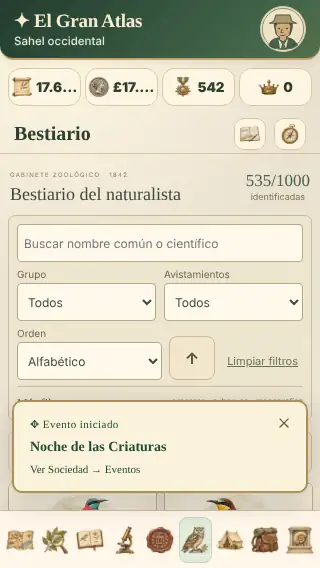 ✦ El Gran Atlas
Sahel occidental
17.6... £17.... 542 0
Bestiario
GABINETE ZOOLÓGICO · 1842
Bestiario del naturalista
535/1000
identificadas
Buscar nombre común o científico
Grupo Avistamientos
Todos Todos
Orden
Alfabético ↑ Limpiar filtros
✥ Evento iniciado ×
Noche de las Criaturas
Ver Sociedad → Eventos